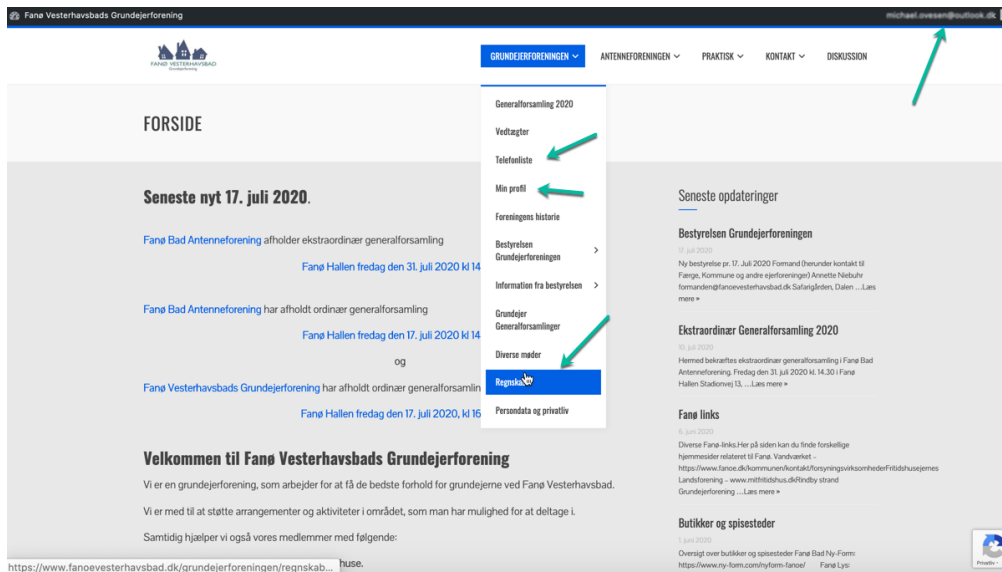 Fanø Vesterhavsbads Grundejerforening
michael.ovesen@outlook.dk
FANØ VESTERHAVSBAD
Grundejerforening
GRUNDEJERFORENINGEN
ANTENNEFORENINGEN
PRAKTISK
KONTAKT
DISKUSSION
FORSIDE
Generalforsamling 2020
Vedtægter
Telefonliste
Min profil
Foreningens historie
Bestyrelsen
Grundejerforeningen
Information fra bestyrelsen
Grundejer
Generalforsamlinger
Diverse møder
Regnskab
Persondata og privatliv
Seneste nyt 17. juli 2020.
Fanø Bad Antenneforening afholder ekstraordinær generalforsamling
Fanø Hallen fredag den 31. juli 2020 kl 14
Fanø Bad Antenneforening har afholdt ordinær generalforsamling
Fanø Hallen fredag den 17. juli 2020 kl 14
og
Fanø Vesterhavsbads Grundejerforening har afholdt ordinær generalforsamlin
Fanø Hallen fredag den 17. juli 2020, kl 16
Velkommen til Fanø Vesterhavsbads Grundejerforening
Vi er en grundejerforening, som arbejder for at få de bedste forhold for grundejerne ved Fanø Vesterhavsbad.
Vi er med til at støtte arrangementer og aktiviteter i området, som man har mulighed for at deltage i.
Samtidig hjælper vi også vores medlemmer med følgende:
huse.
https://www.fanoevesterhavsbad.dk/grundejerforeningen/regnskab...
Seneste opdateringer
Bestyrelsen Grundejerforeningen
17. juli 2020
Ny bestyrelse pr. 17. Juli 2020 Formand (herunder kontakt til
Færge, Kommune og andre ejerforeninger) Annette Niebuhr
formanden@fanoevesterhavsbad.dk Safarigården, Dalen …Læs
mere »
Ekstraordinær Generalforsamling 2020
10. juli 2020
Hermed bekræftes ekstraordinær generalforsamling i Fanø Bad
Antenneforening. Fredag den 31. juli 2020 kl. 14.30 i Fanø
Hallen Stadionvej 13, …Læs mere »
Fanø links
6. juni 2020
Diverse Fanø-links.Her på siden kan du finde forskellige
hjemmesider relateret til Fanø. Vandværket –
https://www.fanoe.dk/kommunen/kontakt/forsyningsvirksomhederFritidshusejernes
Landsforening – www.mitfritidshus.dkRindby strand
Grundejerforening …Læs mere »
Butikker og spisesteder
1. juni 2020
Oversigt over butikker og spisesteder Fanø Bad Ny-Form:
https://www.ny-form.com/nyform-fanoe/ Fanø Lys:
Privatliv -